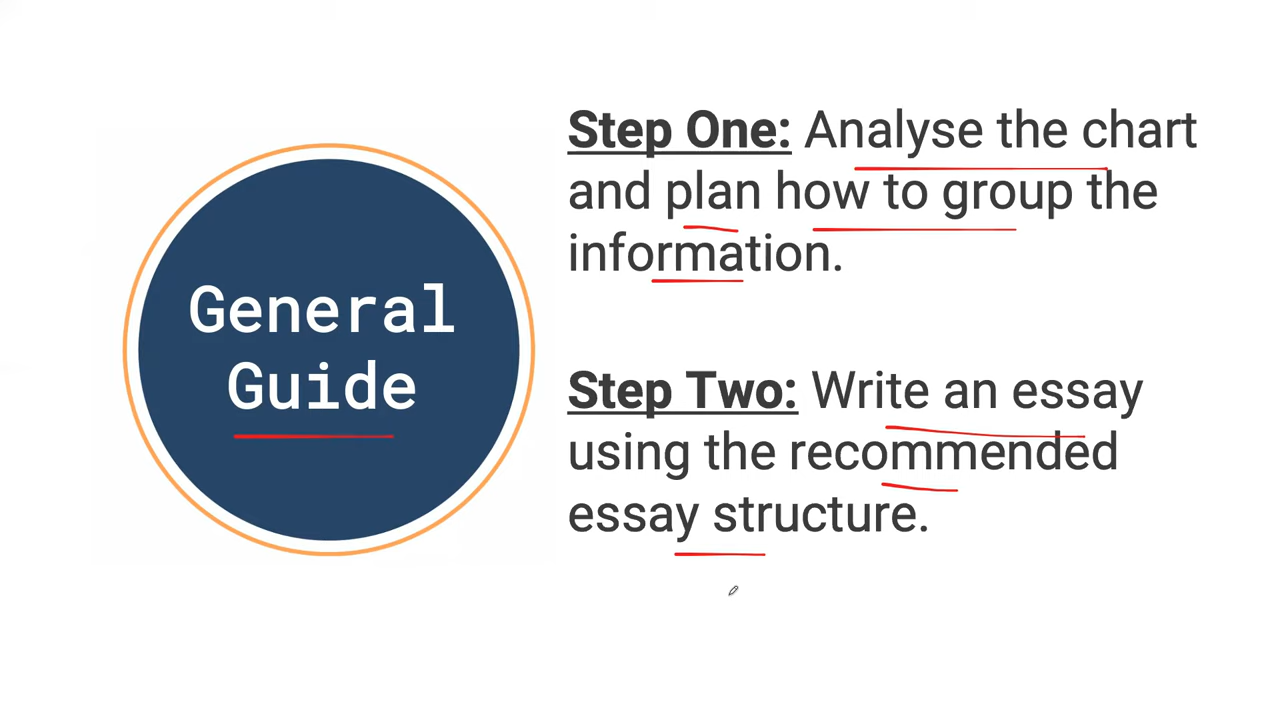 General
Guide
Step One: Analyse the chart
and plan how to group the
information.
Step Two: Write an essay
using the recommended
essay structure.